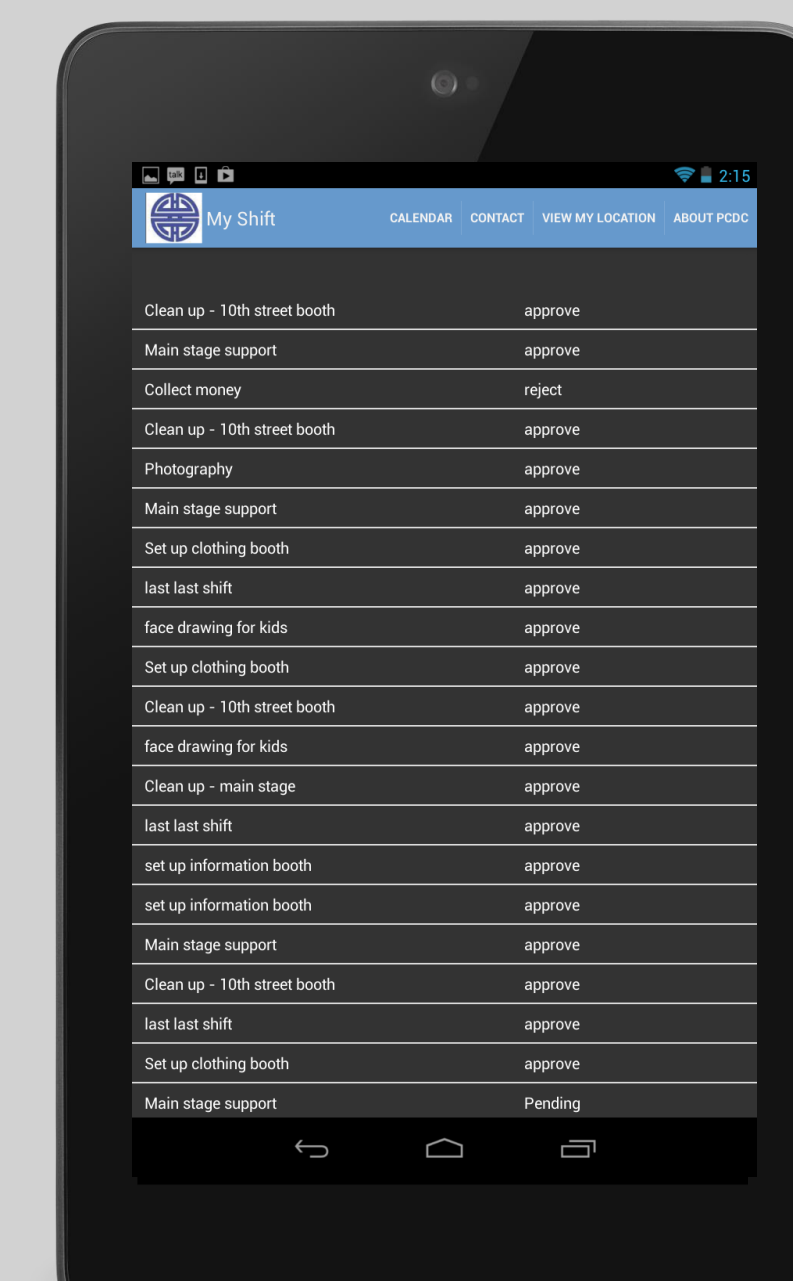 talk 2:15
My Shift CALENDAR CONTACT VIEW MY LOCATION ABOUT PCDC
Clean up - 10th street booth approve
Main stage support approve
Collect money reject
Clean up - 10th street booth approve
Photography approve
Main stage support approve
Set up clothing booth approve
last last shift approve
face drawing for kids approve
Set up clothing booth approve
Clean up - 10th street booth approve
face drawing for kids approve
Clean up - main stage approve
last last shift approve
set up information booth approve
set up information booth approve
Main stage support approve
Clean up - 10th street booth approve
last last shift approve
Set up clothing booth approve
Main stage support Pending